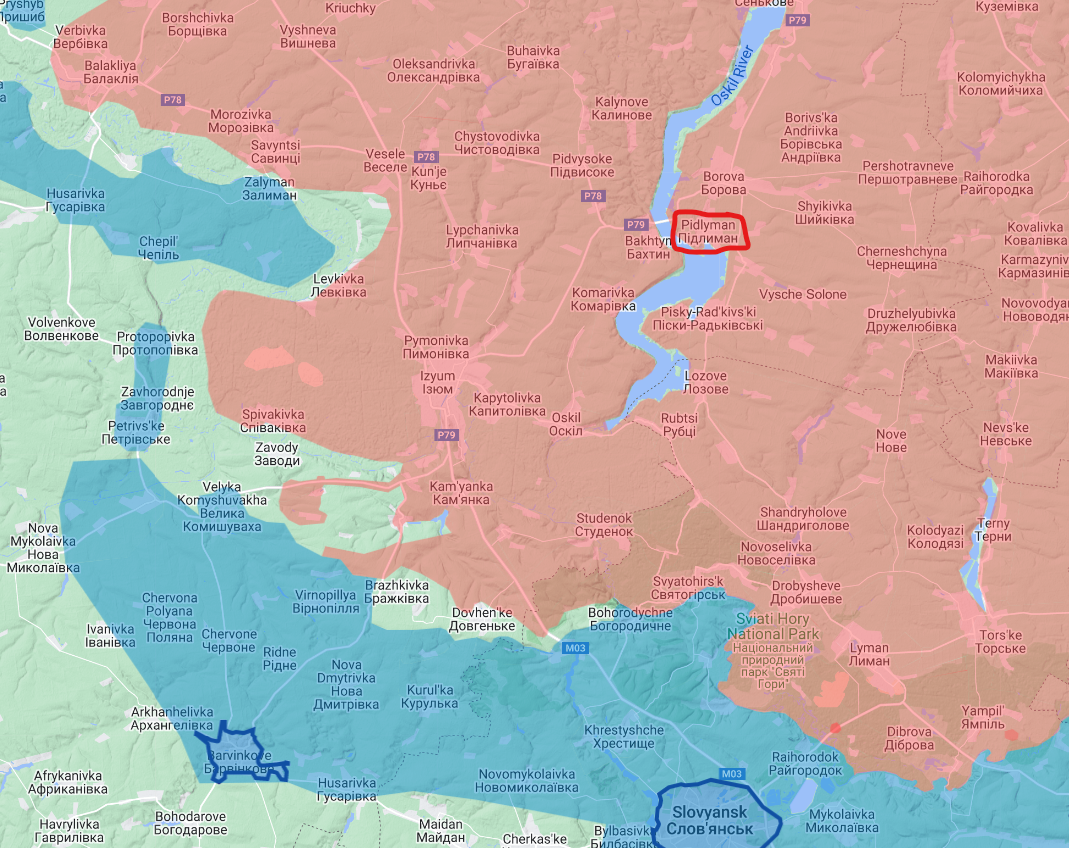 Pryshyb
Пришиб
Verbivka
Вербівка
Borshchivka
Борщівка
Kriuchky
Vyshneva
Вишнева
Сенькове
P79
Куземівка
Balakliya
Балаклія
P78
Oleksandrivka
Олександрівка
Buhaivka
Бугаївка
Oskil River
Kolomyichykha
Коломийчиха
Morozivka
Морозівка
Kalynove
Калинове
Savyntsi
Савинці
Vesele
Веселе
P78
Kun'je
Куньє
Chystovodivka
Чистоводівка
Pidvysoke
Підвисоке
Borivs'ka
Andriivka
Борівська
Андріївка
Husarivka
Гусарівка
Zalyman
Залиман
P78
Borova
Борова
Pershotravneve
Першотравневе
Raihorodka
Райгородка
Chepil'
Чепіль
Lypchanivka
Липчанівка
P79
Bakhtyn
Бахтин
Pidlyman
Підлиман
Shyikivka
Шийківка
Kovalivka
Ковалівка
Cherneshchyna
Чернещина
Karmazyni
Кармазинів
Levkivka
Левківка
Komarivka
Комарівка
Vysche Solone
Pisky-Rad'kivs'ki
Піски-Радьківські
Druzhelyubivka
Дружелюбівка
Novovodya
Нововодя
Volvenkove
Волвенкове
Protopopivka
Протопопівка
Pymonivka
Пимонівка
Makiivka
Макіївка
Izyum
Ізюм
Lozove
Лозове
Zavhorodnje
Завгороднє
Petrivs'ke
Петрівське
Spivakivka
Співаківка
Kapytolivka
Капитолівка
Oskil
Оскіл
Rubtsi
Рубці
P79
Nove
Нове
Nevs'ke
Невське
Zavody
Заводи
Velyka
Komyshuvakha
Велика
Комишуваха
Kam'yanka
Кам'янка
Nova
Mykolaivka
Нова
Миколаївка
Studenok
Студенок
Shandryholove
Шандриголове
Kolodyazi
Колодязі
Terny
Терни
Novoselivka
Новоселівка
Chervona
Polyana
Червона
Поляна
Virnopillya
Вірнопілля
Brazhkivka
Бражківка
Svyatohirs'k
Святогірськ
Drobysheve
Дробишеве
Ivanivka
Іванівка
Chervone
Червоне
Dovhen'ke
Довгеньке
Bohorodychne
Богородичне
Sviati Hory
National Park
Національний
природний
парк "Святі
Гори"
Lyman
Лиман
Tors'ke
Торське
M03
Ridne
Рідне
Nova
Dmytrivka
Нова
Дмитрівка
Kurul'ka
Курулька
Arkhanhelivka
Архангелівка
Khrestyshche
Хрестище
Yampil'
Ямпіль
Dibrova
Діброва
Barvinkove
Барвінкове
Raihorodok
Райгородок
M03
Afrykanivka
Африканівка
Husarivka
Гусарівка
Novomykolaivka
Новомиколаївка
Slovyansk
Слов'янськ
Mykolaivka
Миколаївка
Havrylivka
Гаврилівка
Bohodarove
Богодарове
Maidan
Майдан
Cherkas'ke
Bylbasivka
Билбасівка